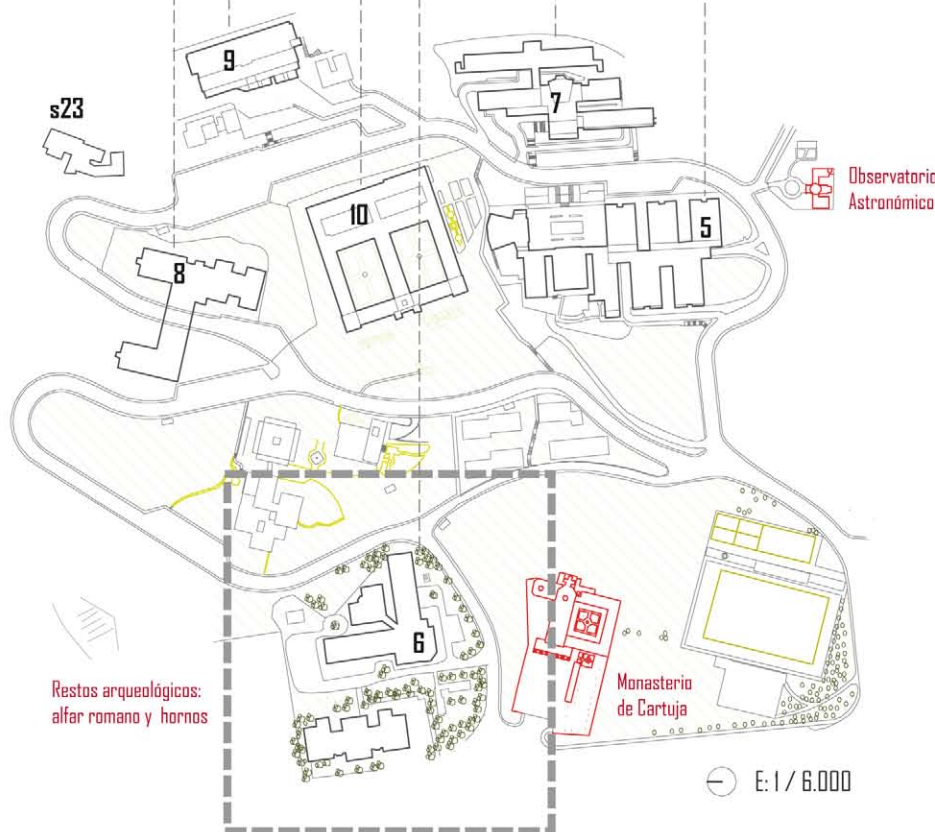 9
7
s23
Observatorio
Astronómico
10
5
8
6
Restos arqueológicos:
alfar romano y hornos
Monasterio
de Cartuja
E: 1 / 6.000